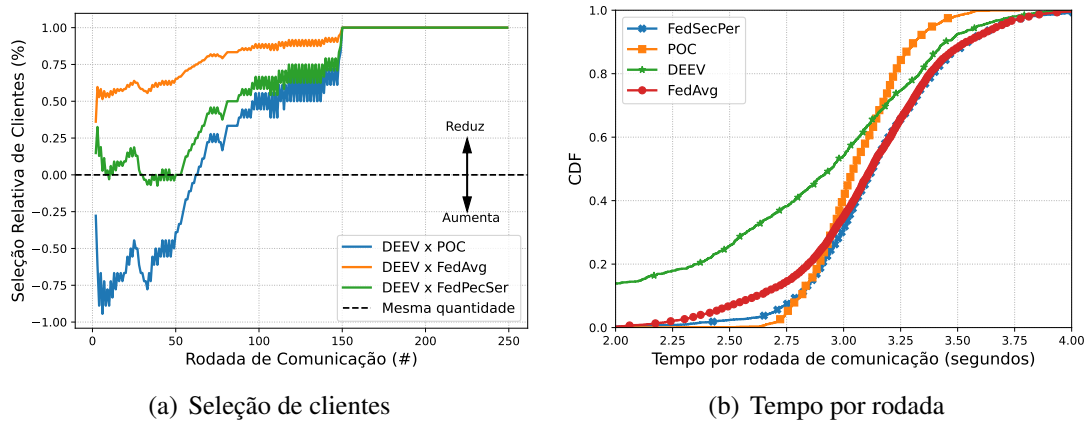 1.00
0.75
0.50
0.25
0.00
−0.25
−0.50
−0.75
−1.00
Seleção Relativa de Clientes (%)
0
50
100
150
200
250
Rodada de Comunicação (#)
Reduz
Aumenta
DEEV x POC
DEEV x FedAvg
DEEV x FedPecSer
Mesma quantidade
(a) Seleção de clientes
1.0
0.8
0.6
0.4
0.2
0.0
CDF
2.00
2.25
2.50
2.75
3.00
3.25
3.50
3.75
4.00
Tempo por rodada de comunicação (segundos)
FedSecPer
POC
DEEV
FedAvg
(b) Tempo por rodada